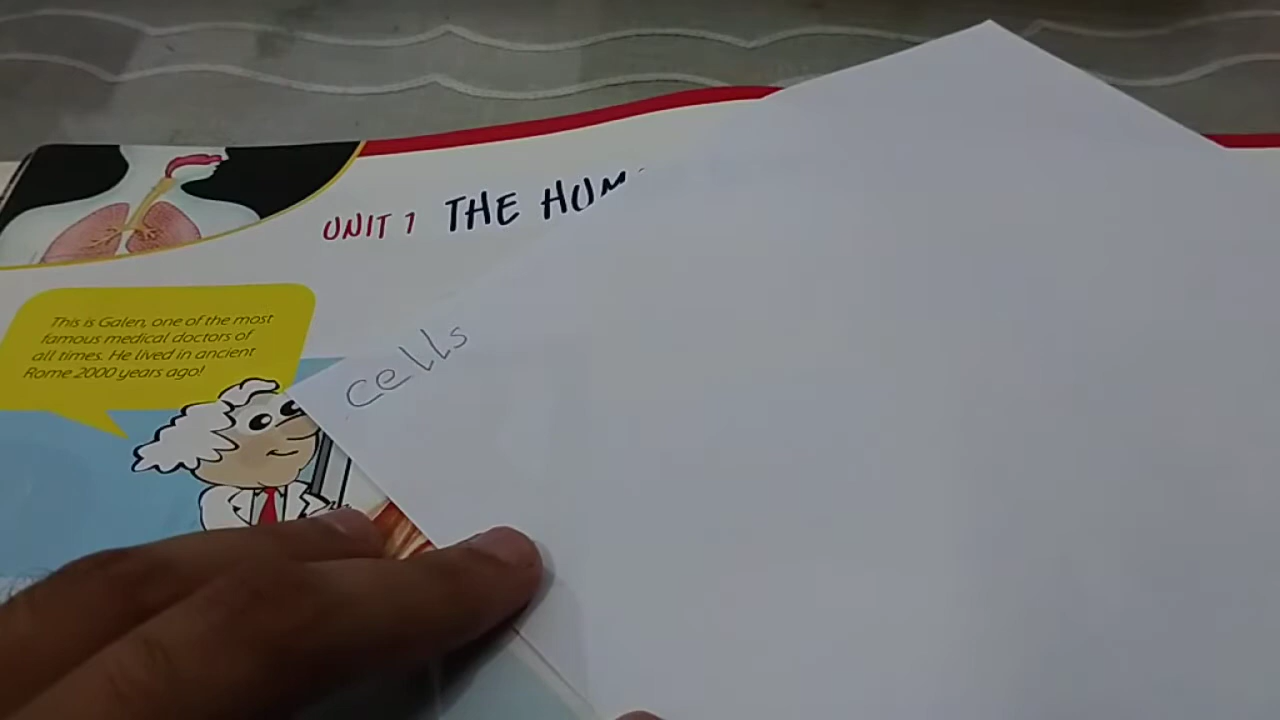 UNIT 1 THE HUM
This is Galen, one of the most
famous medical doctors of
all times. He lived in ancient
Rome 2000 years ago!
cells